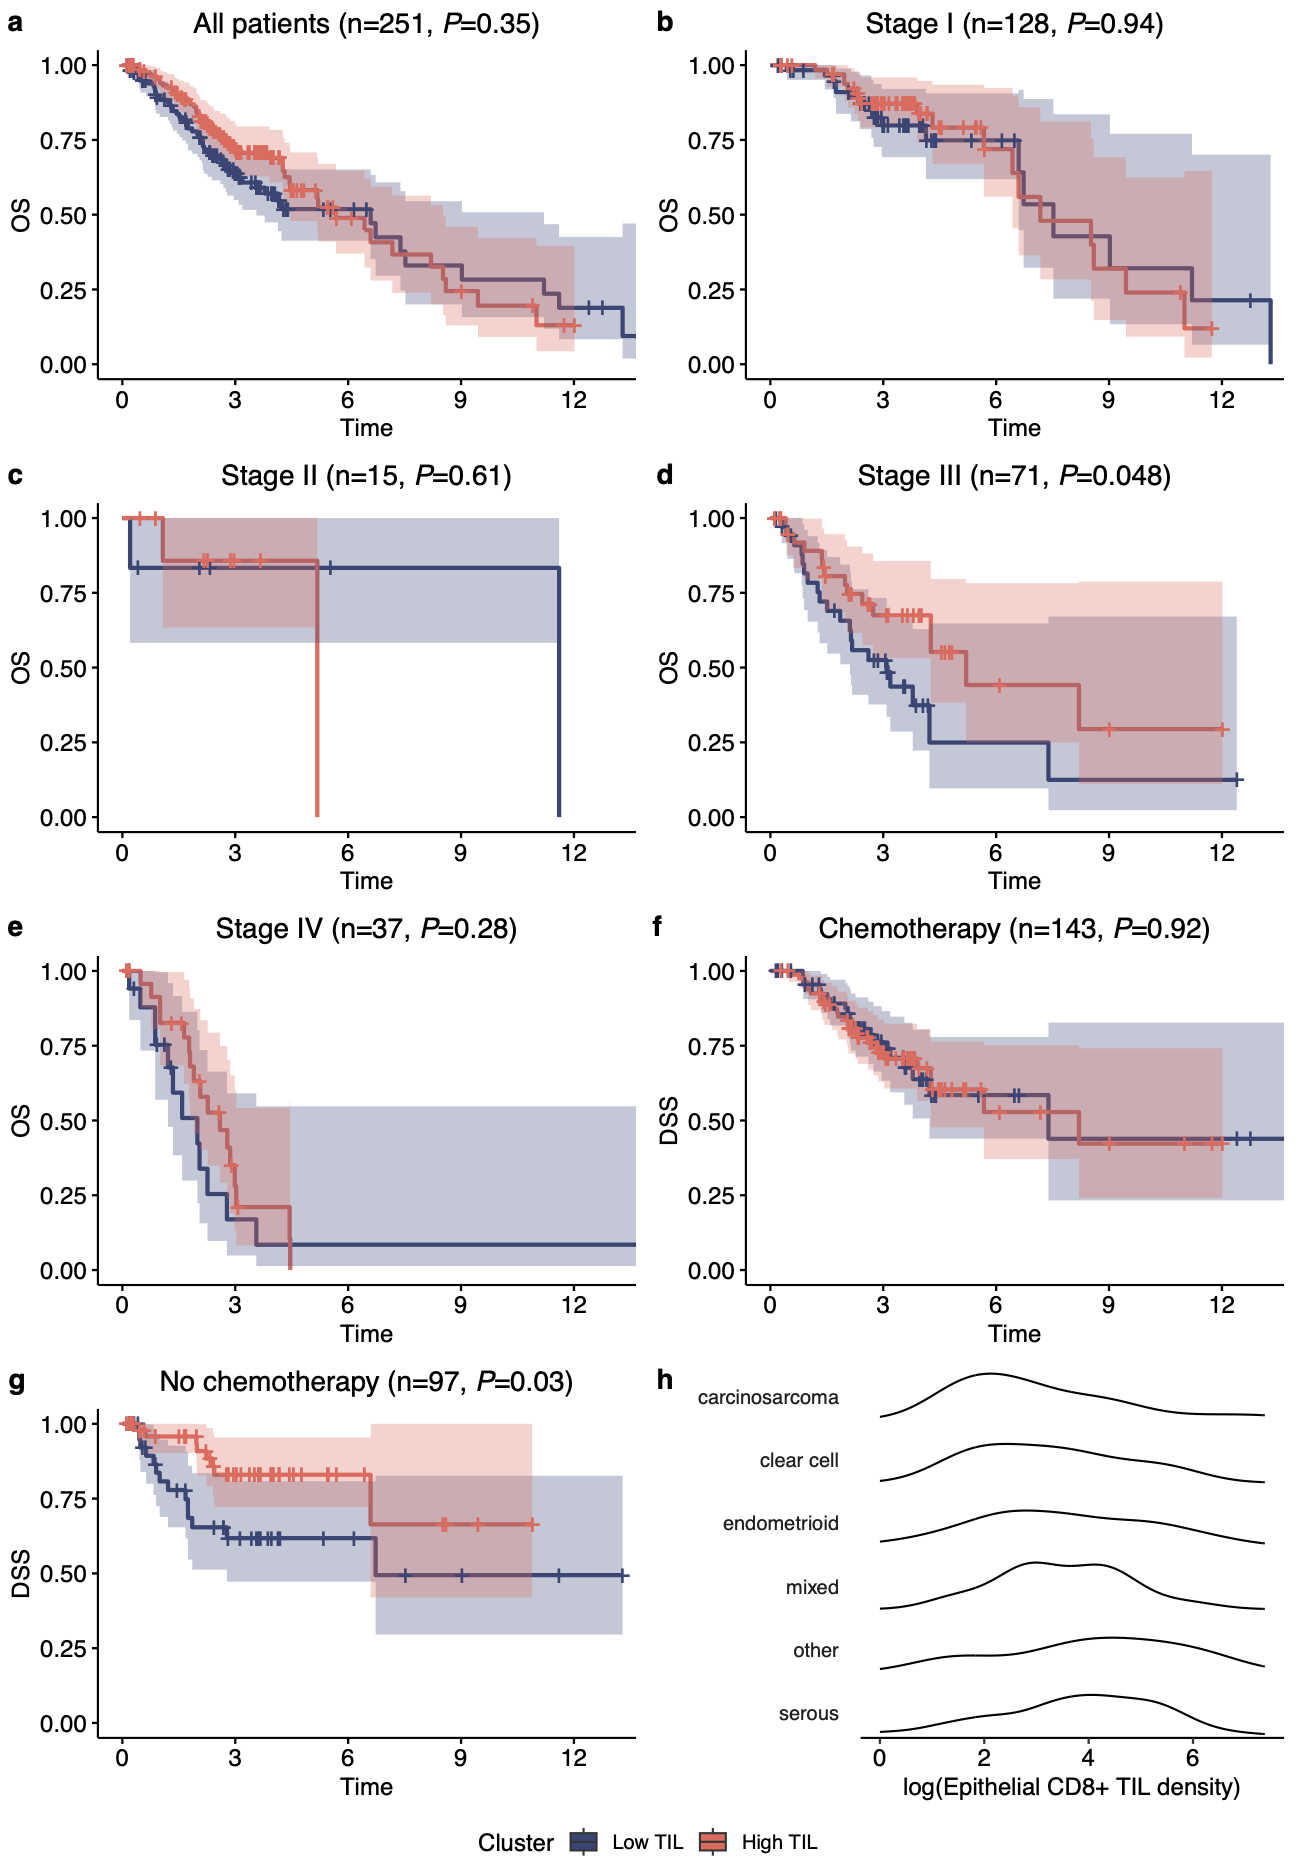 a All patients (n=251, P=0.35)
1.00
0.75
0.50
0.25
0.00
OS
0 3 6 9 12
Time
b Stage I (n=128, P=0.94)
1.00
0.75
0.50
0.25
0.00
OS
0 3 6 9 12
Time
c Stage II (n=15, P=0.61)
1.00
0.75
0.50
0.25
0.00
OS
0 3 6 9 12
Time
d Stage III (n=71, P=0.048)
1.00
0.75
0.50
0.25
0.00
OS
0 3 6 9 12
Time
e Stage IV (n=37, P=0.28)
1.00
0.75
0.50
0.25
0.00
OS
0 3 6 9 12
Time
f Chemotherapy (n=143, P=0.92)
1.00
0.75
0.50
0.25
0.00
DSS
0 3 6 9 12
Time
g No chemotherapy (n=97, P=0.03)
1.00
0.75
0.50
0.25
0.00
DSS
0 3 6 9 12
Time
h
carcinosarcoma
clear cell
endometrioid
mixed
other
serous
0 2 4 6
log(Epithelial CD8+ TIL density)
Cluster Low TIL High TIL